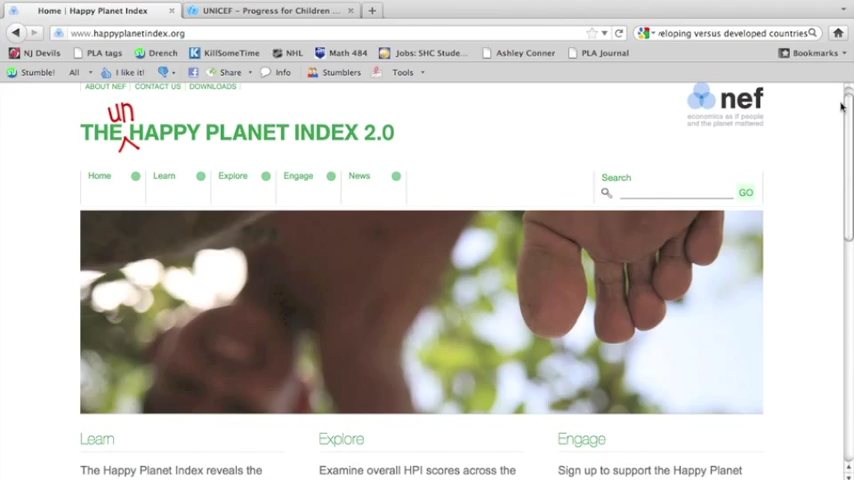 Home | Happy Planet Index
UNICEF - Progress for Children ...
www.happyplanetindex.org
eloping versus developed countries
NJ Devils
PLA tags
Drench
KillSomeTime
NHL
Math 484
Jobs: SHC Stude...
Ashley Conner
PLA Journal
Bookmarks
Stumble!
All
I like it!
Share
Info
Stumblers
Tools
ABOUT NEF
CONTACT US
DOWNLOADS
nef
economics as if people
and the planet mattered
un
THE HAPPY PLANET INDEX 2.0
Home
Learn
Explore
Engage
News
Search
GO
Learn
Explore
Engage
The Happy Planet Index reveals the
Examine overall HPI scores across the
Sign up to support the Happy Planet